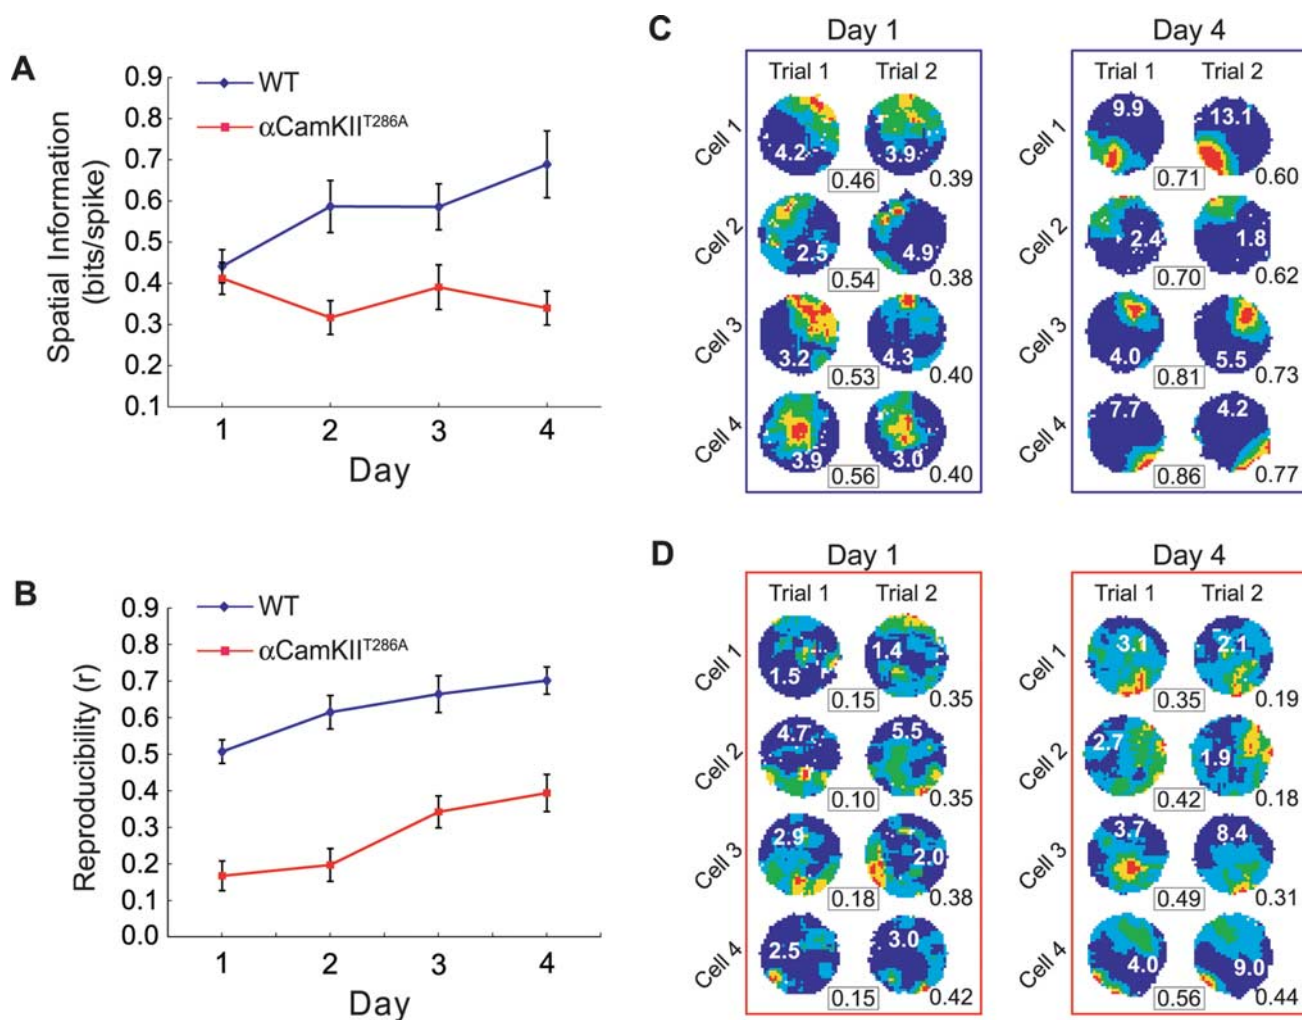 A
WT
αCamKII^T286A
Spatial Information
(bits/spike)
0.9
0.8
0.7
0.6
0.5
0.4
0.3
0.2
0.1
1 2 3 4
Day
B
WT
αCamKII^T286A
Reproducibility (r)
0.9
0.8
0.7
0.6
0.5
0.4
0.3
0.2
0.1
0.0
1 2 3 4
Day
C
Day 1
Trial 1 Trial 2
Cell 1
4.2 3.9
0.46 0.39
Cell 2
2.5 4.9
0.54 0.38
Cell 3
3.2 4.3
0.53 0.40
Cell 4
3.9 3.0
0.56 0.40
Day 4
Trial 1 Trial 2
Cell 1
9.9 13.1
0.71 0.60
Cell 2
2.4 1.8
0.70 0.62
Cell 3
4.0 5.5
0.81 0.73
Cell 4
7.7 4.2
0.86 0.77
D
Day 1
Trial 1 Trial 2
Cell 1
1.5 1.4
0.15 0.35
Cell 2
4.7 5.5
0.10 0.35
Cell 3
2.9 2.0
0.18 0.38
Cell 4
2.5 3.0
0.15 0.42
Day 4
Trial 1 Trial 2
Cell 1
3.1 2.1
0.35 0.19
Cell 2
2.7 1.9
0.42 0.18
Cell 3
3.7 8.4
0.49 0.31
Cell 4
4.0 9.0
0.56 0.44